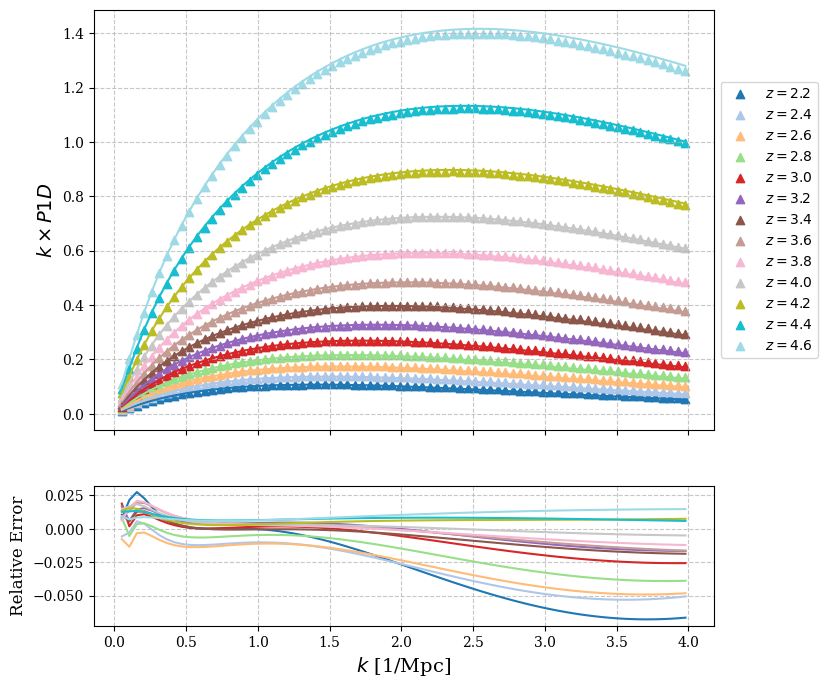 1.4
1.2
1.0
0.8
0.6
0.4
0.2
0.0
k × P1D
z = 2.2
z = 2.4
z = 2.6
z = 2.8
z = 3.0
z = 3.2
z = 3.4
z = 3.6
z = 3.8
z = 4.0
z = 4.2
z = 4.4
z = 4.6
0.025
0.000
−0.025
−0.050
Relative Error
0.0 0.5 1.0 1.5 2.0 2.5 3.0 3.5 4.0
k [1/Mpc]